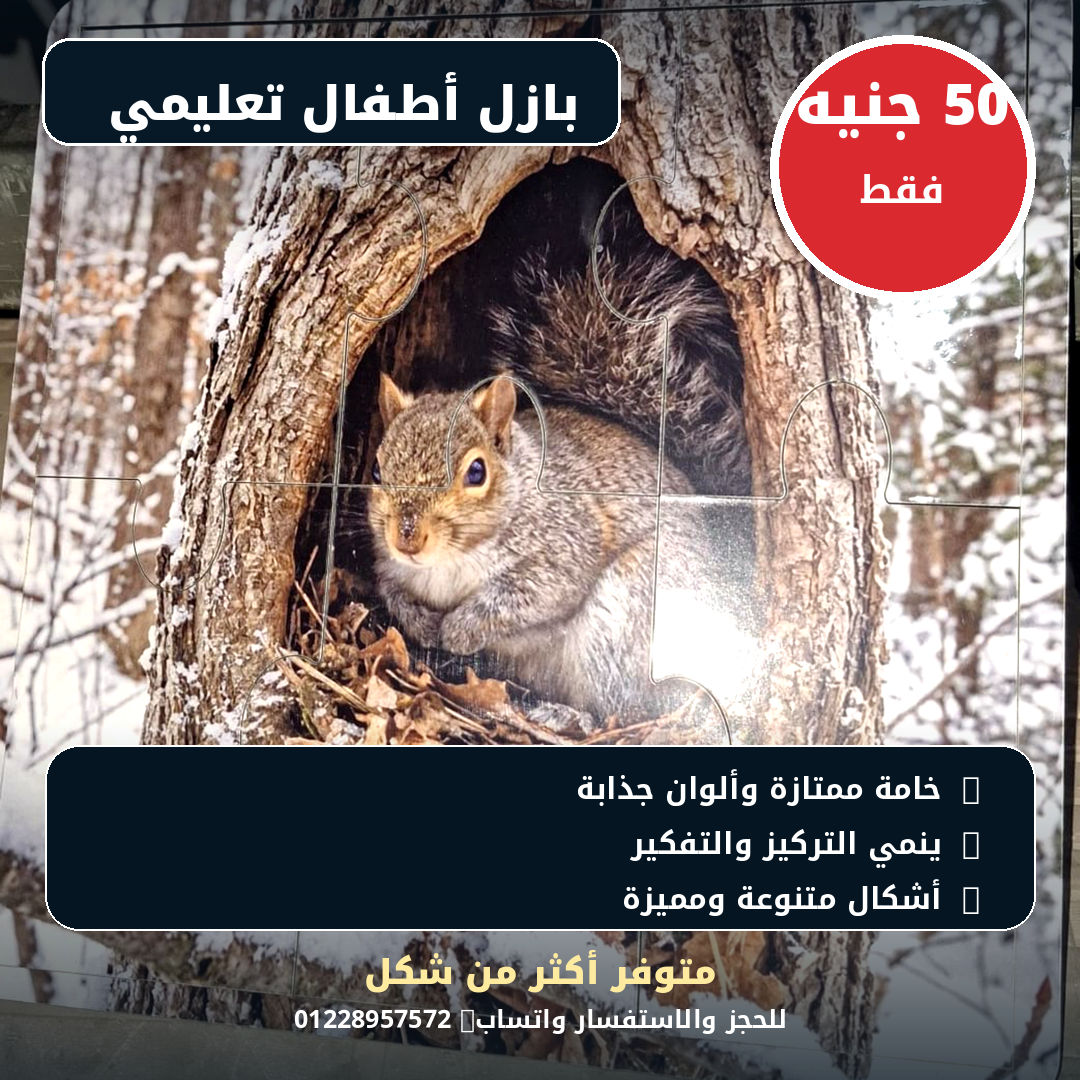 بازل أطفال تعليمي
50 جنيه
فقط
خامة ممتازة وألوان جذابة
ينمي التركيز والتفكير
أشكال متنوعة ومميزة
متوفر أكثر من شكل
للحجز والاستفسار واتساب 01228957572